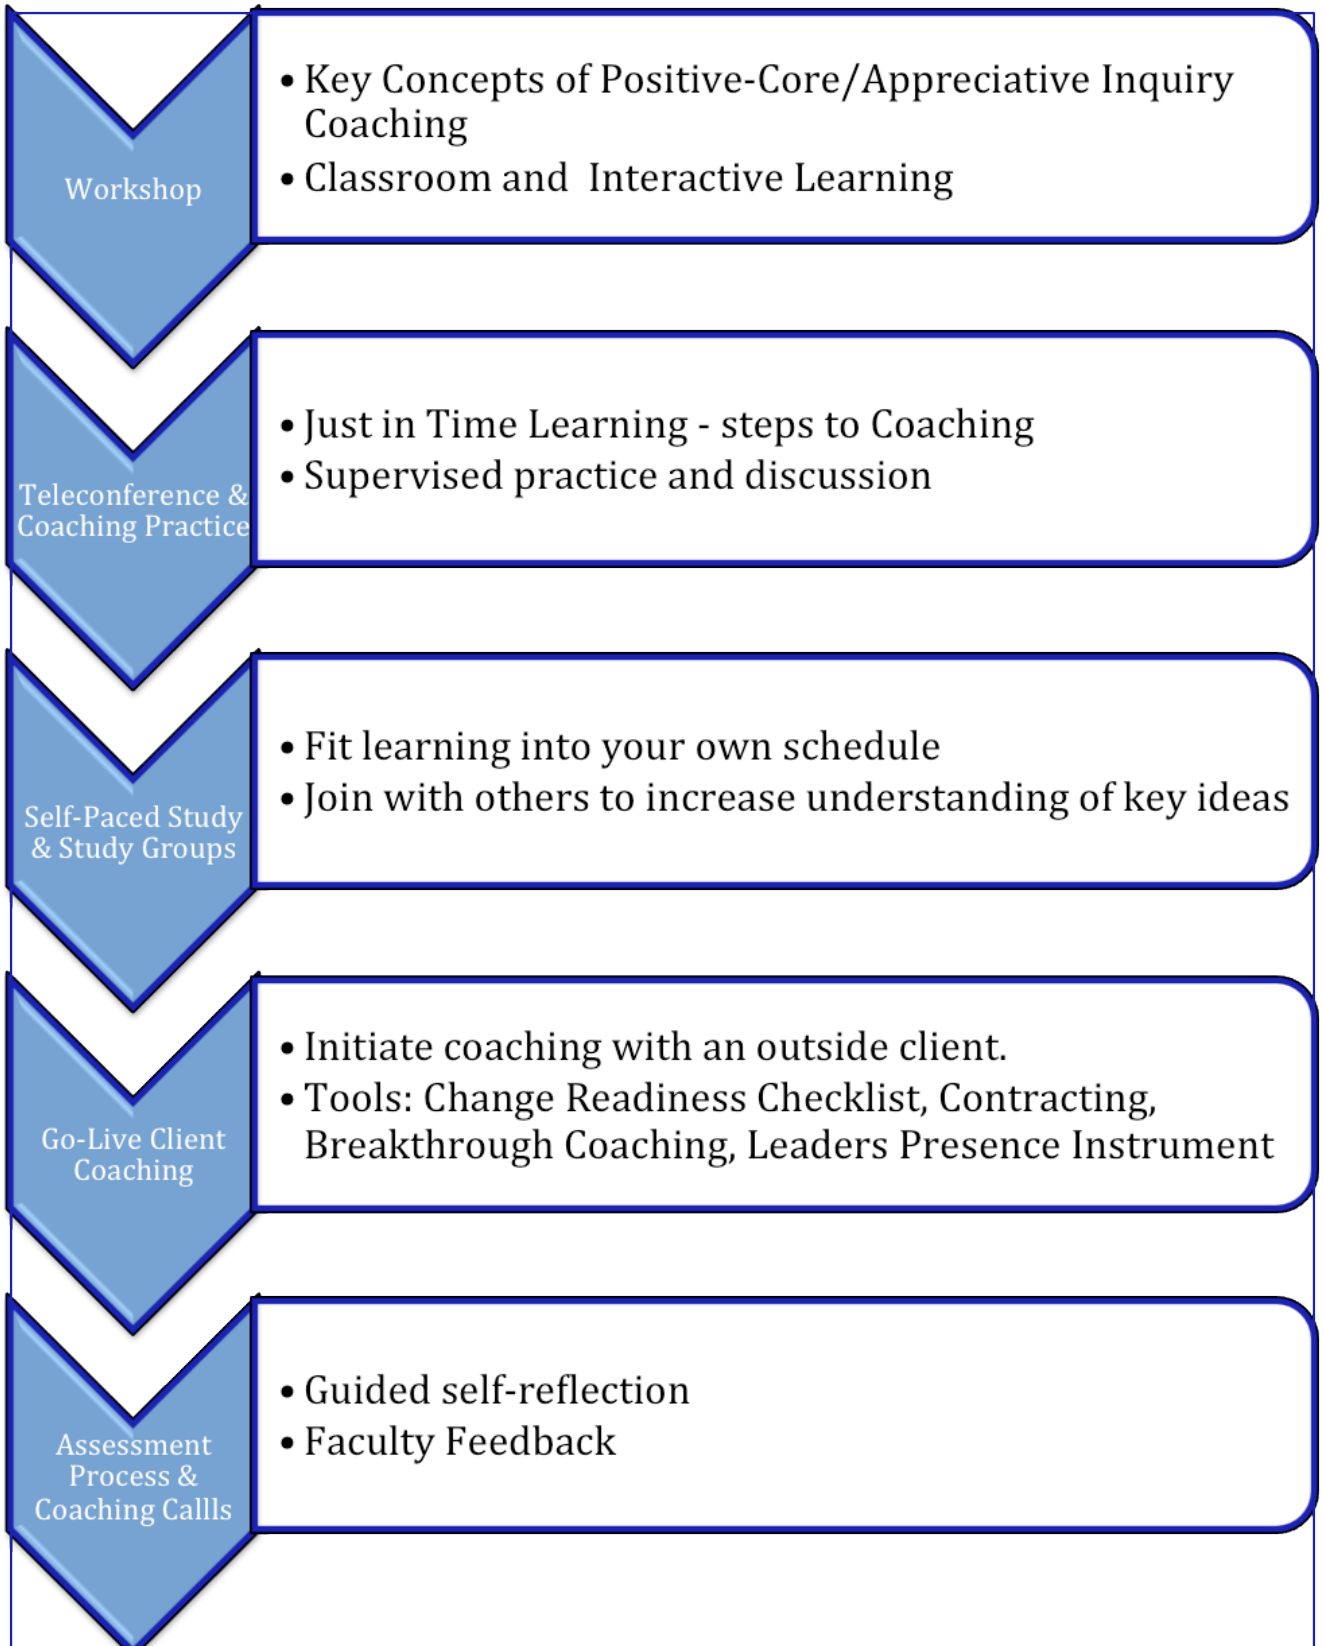 Workshop
• Key Concepts of Positive-Core/Appreciative Inquiry
Coaching
• Classroom and  Interactive Learning
Teleconference &
Coaching Practice
• Just in Time Learning - steps to Coaching
• Supervised practice and discussion
Self-Paced Study
& Study Groups
• Fit learning into your own schedule
• Join with others to increase understanding of key ideas
Go-Live Client
Coaching
• Initiate coaching with an outside client.
• Tools: Change Readiness Checklist, Contracting,
Breakthrough Coaching, Leaders Presence Instrument
Assessment
Process &
Coaching Callls
• Guided self-reflection
• Faculty Feedback